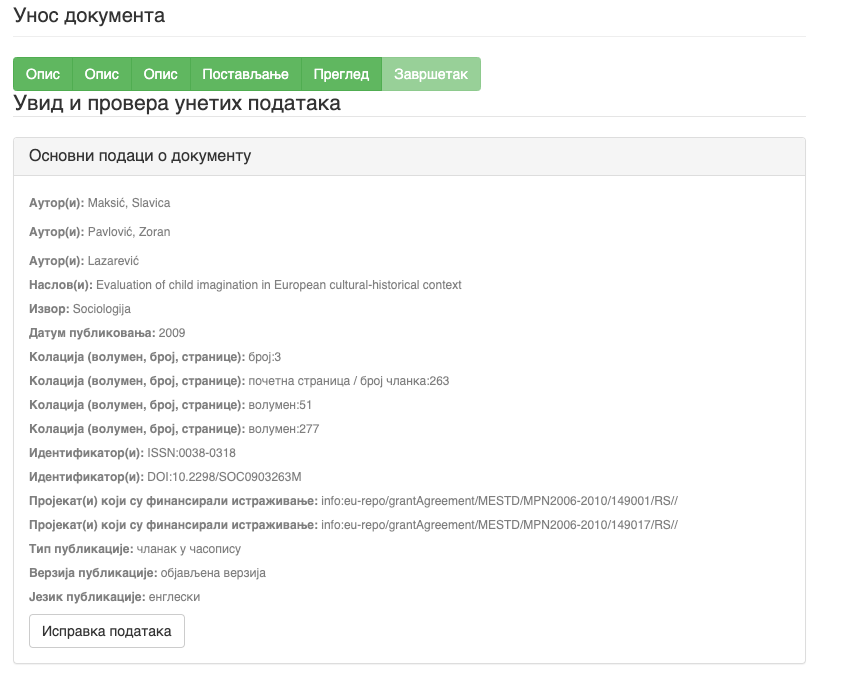 Унос документа
Опис Опис Опис Постављање Преглед Завршетак
Увид и провера унетих података
Основни подаци о документу
Аутор(и): Maksić, Slavica
Аутор(и): Pavlović, Zoran
Аутор(и): Lazarević
Наслов(и): Evaluation of child imagination in European cultural-historical context
Извор: Sociologija
Датум публиковања: 2009
Колација (волумен, број, странице): број:3
Колација (волумен, број, странице): почетна страница / број чланка:263
Колација (волумен, број, странице): волумен:51
Колација (волумен, број, странице): волумен:277
Идентификатор(и): ISSN:0038-0318
Идентификатор(и): DOI:10.2298/SOC0903263M
Пројекат(и) који су финансирали истраживање: info:eu-repo/grantAgreement/MESTD/MPN2006-2010/149001/RS//
Пројекат(и) који су финансирали истраживање: info:eu-repo/grantAgreement/MESTD/MPN2006-2010/149017/RS//
Тип публикације: чланак у часопису
Верзија публикације: објављена верзија
Језик публикације: енглески
Исправка података